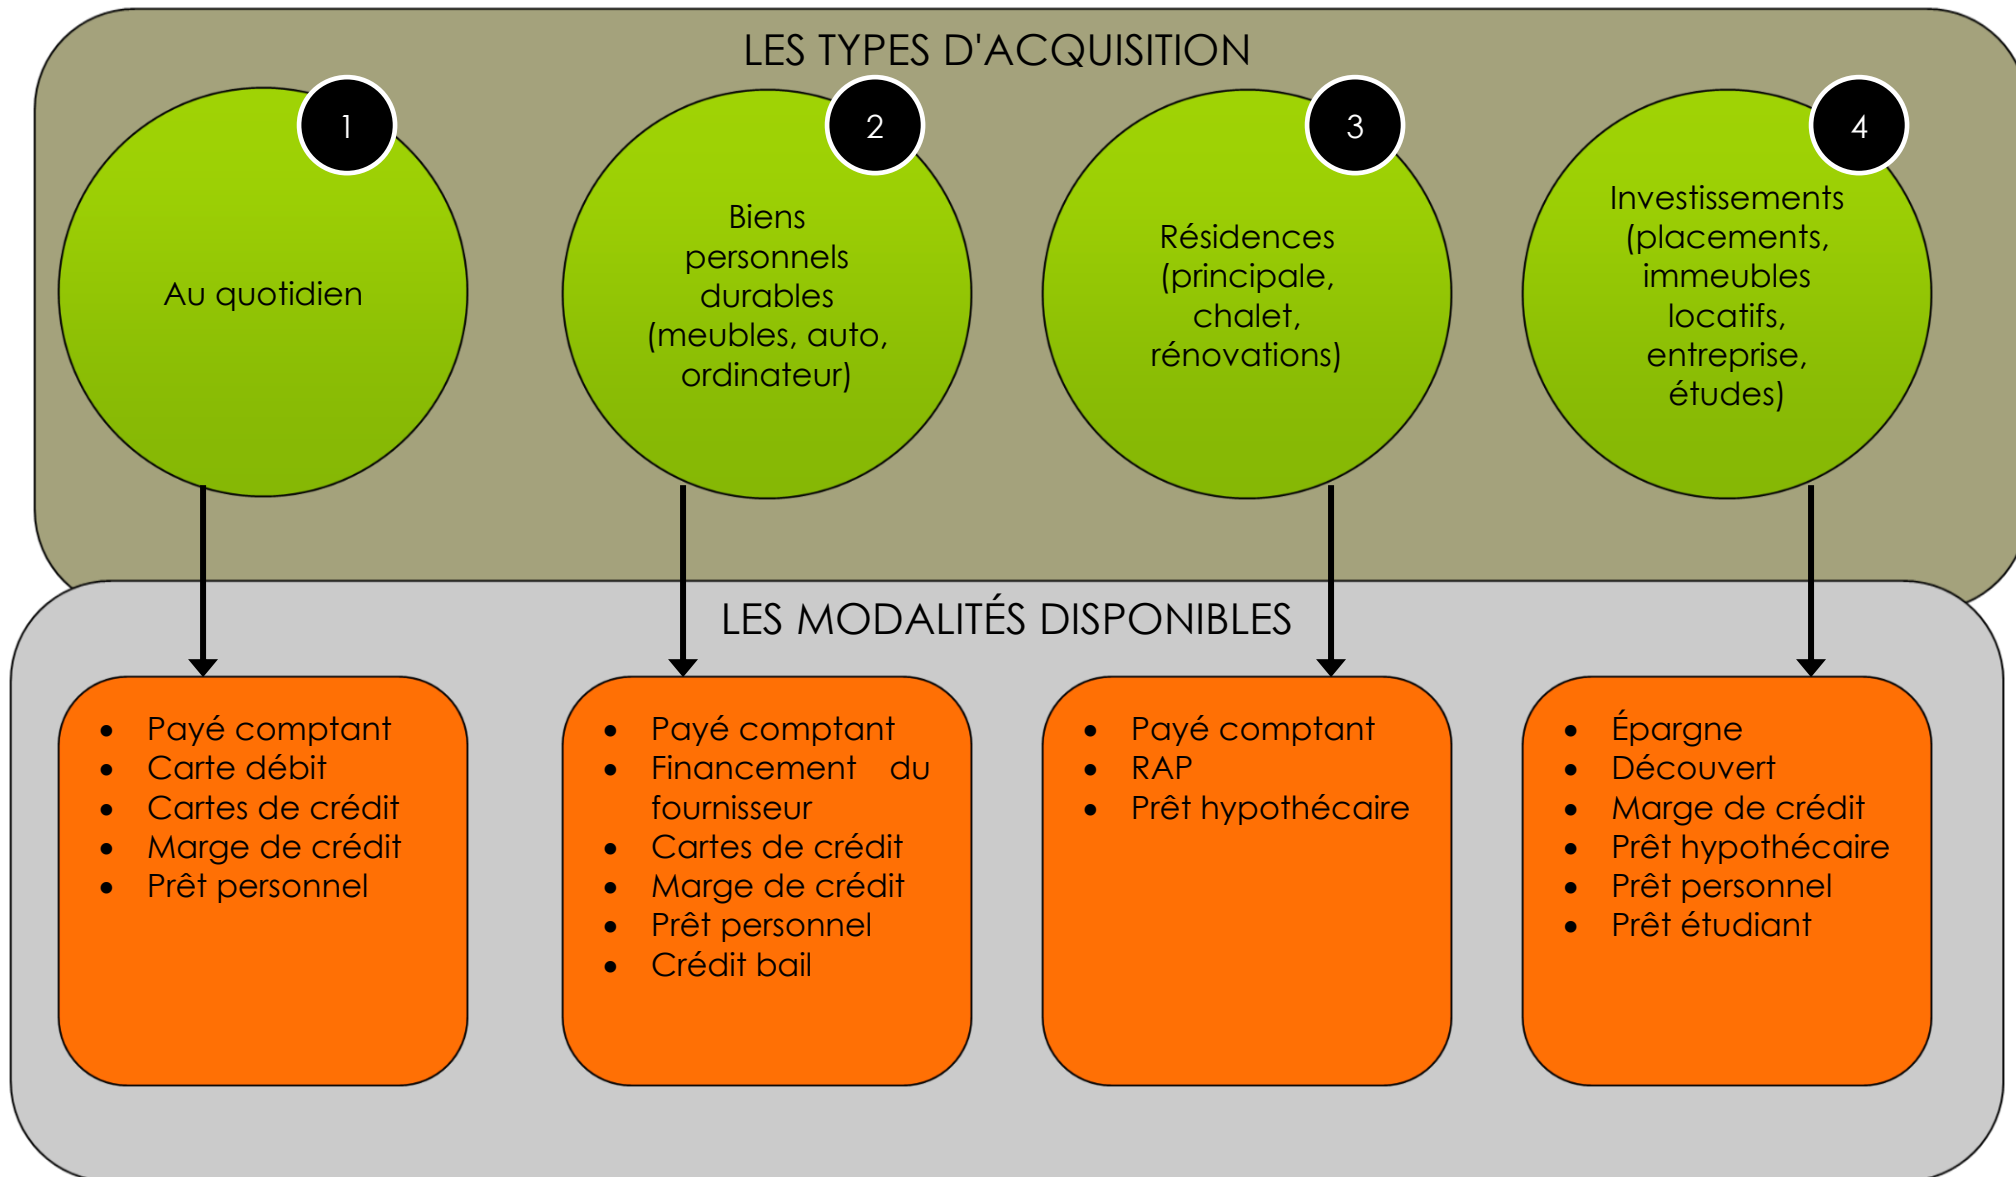 LES TYPES D'ACQUISITION
1
Au quotidien
2
Biens
personnels
durables
(meubles, auto,
ordinateur)
3
Résidences
(principale,
chalet,
rénovations)
4
Investissements
(placements,
immeubles
locatifs,
entreprise,
études)
LES MODALITÉS DISPONIBLES
• Payé comptant
• Carte débit
• Cartes de crédit
• Marge de crédit
• Prêt personnel
• Payé comptant
• Financement du
fournisseur
• Cartes de crédit
• Marge de crédit
• Prêt personnel
• Crédit bail
• Payé comptant
• RAP
• Prêt hypothécaire
• Épargne
• Découvert
• Marge de crédit
• Prêt hypothécaire
• Prêt personnel
• Prêt étudiant